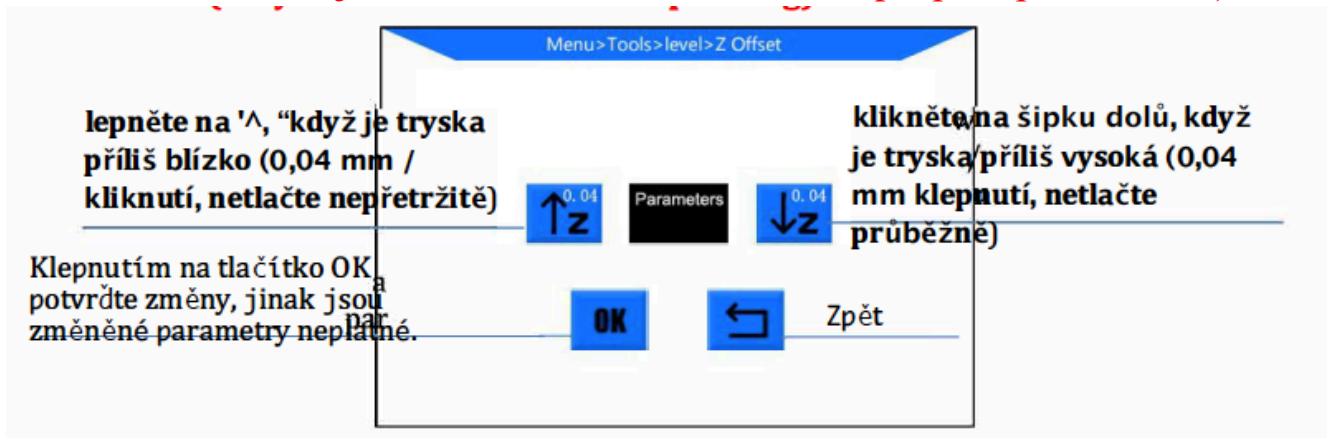 Menu>Tools>level>Z Offset
lepněte na '^, “když je tryska
příliš blízko (0,04 mm /
kliknutí, netlačte nepřetržitě)
klikněte na šipku dolů, když
je tryska příliš vysoká (0,04
mm klepnutí, netlačte
průběžně)
0. 04
Z
Parameters
0. 04
Z
Klepnutím na tlačítko OK
potvrďte změny, jinak jsou
změněné parametry neplatné.
a
par
OK
Zpět